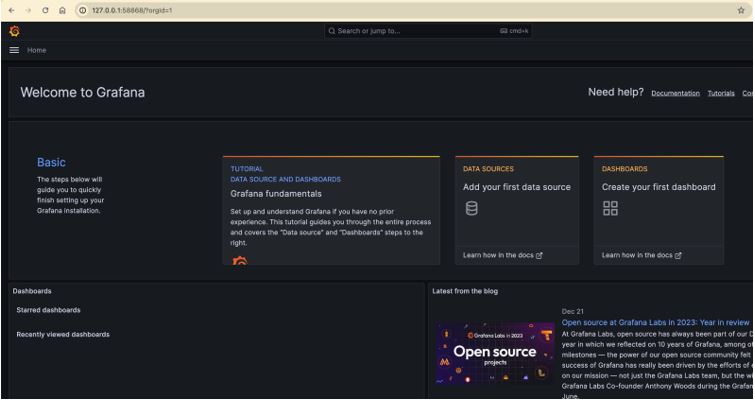 127.0.0.1:58868/?orgId=1
Search or jump to...
cmd+k
Home
Welcome to Grafana
Need help?
Documentation
Tutorials
Basic
The steps below will
guide you to quickly
finish setting up your
Grafana installation.
TUTORIAL
DATA SOURCE AND DASHBOARDS
Grafana fundamentals
Set up and understand Grafana if you have no prior
experience. This tutorial guides you through the entire process
and covers the "Data source" and "Dashboards" steps to the
right.
DATA SOURCES
Add your first data source
Learn how in the docs
DASHBOARDS
Create your first dashboard
Learn how in the docs
Dashboards
Starred dashboards
Recently viewed dashboards
Latest from the blog
Grafana Labs in 2023
Open source
projects
Dec 21
Open source at Grafana Labs in 2023: Year in review
At Grafana Labs, open source has always been part of our
year in which we reflected on 10 years of Grafana, among
milestones — the power of our open source community felt
success of Grafana has really been driven by the efforts of
on our mission — not just the Grafana Labs team, but the
Grafana Labs Co-founder Anthony Woods during the
June.